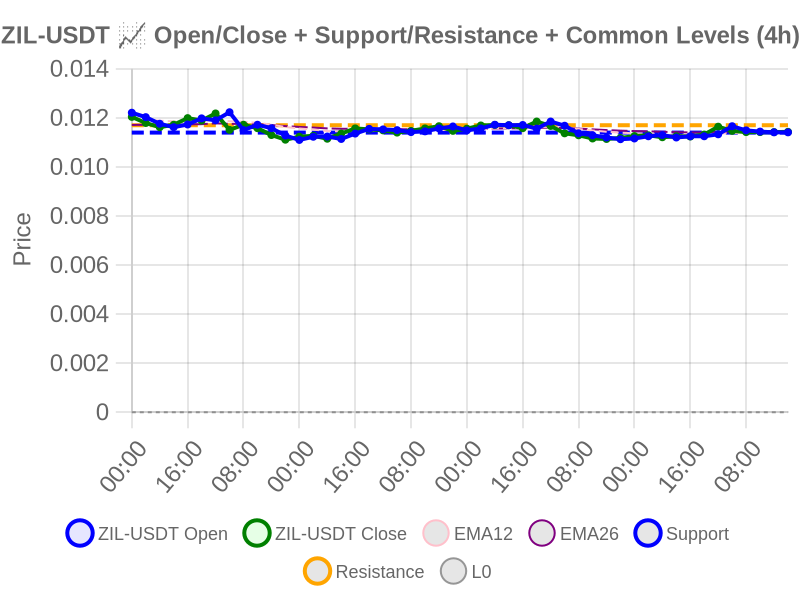 ZIL-USDT 📈 Open/Close + Support/Resistance + Common Levels (4h)
0.014
0.012
0.010
0.008
0.006
0.004
0.002
0
Price
00:00 16:00 08:00 00:00 16:00 08:00 00:00 16:00 08:00 00:00 16:00 08:00
ZIL-USDT Open ZIL-USDT Close EMA12 EMA26 Support
Resistance L0